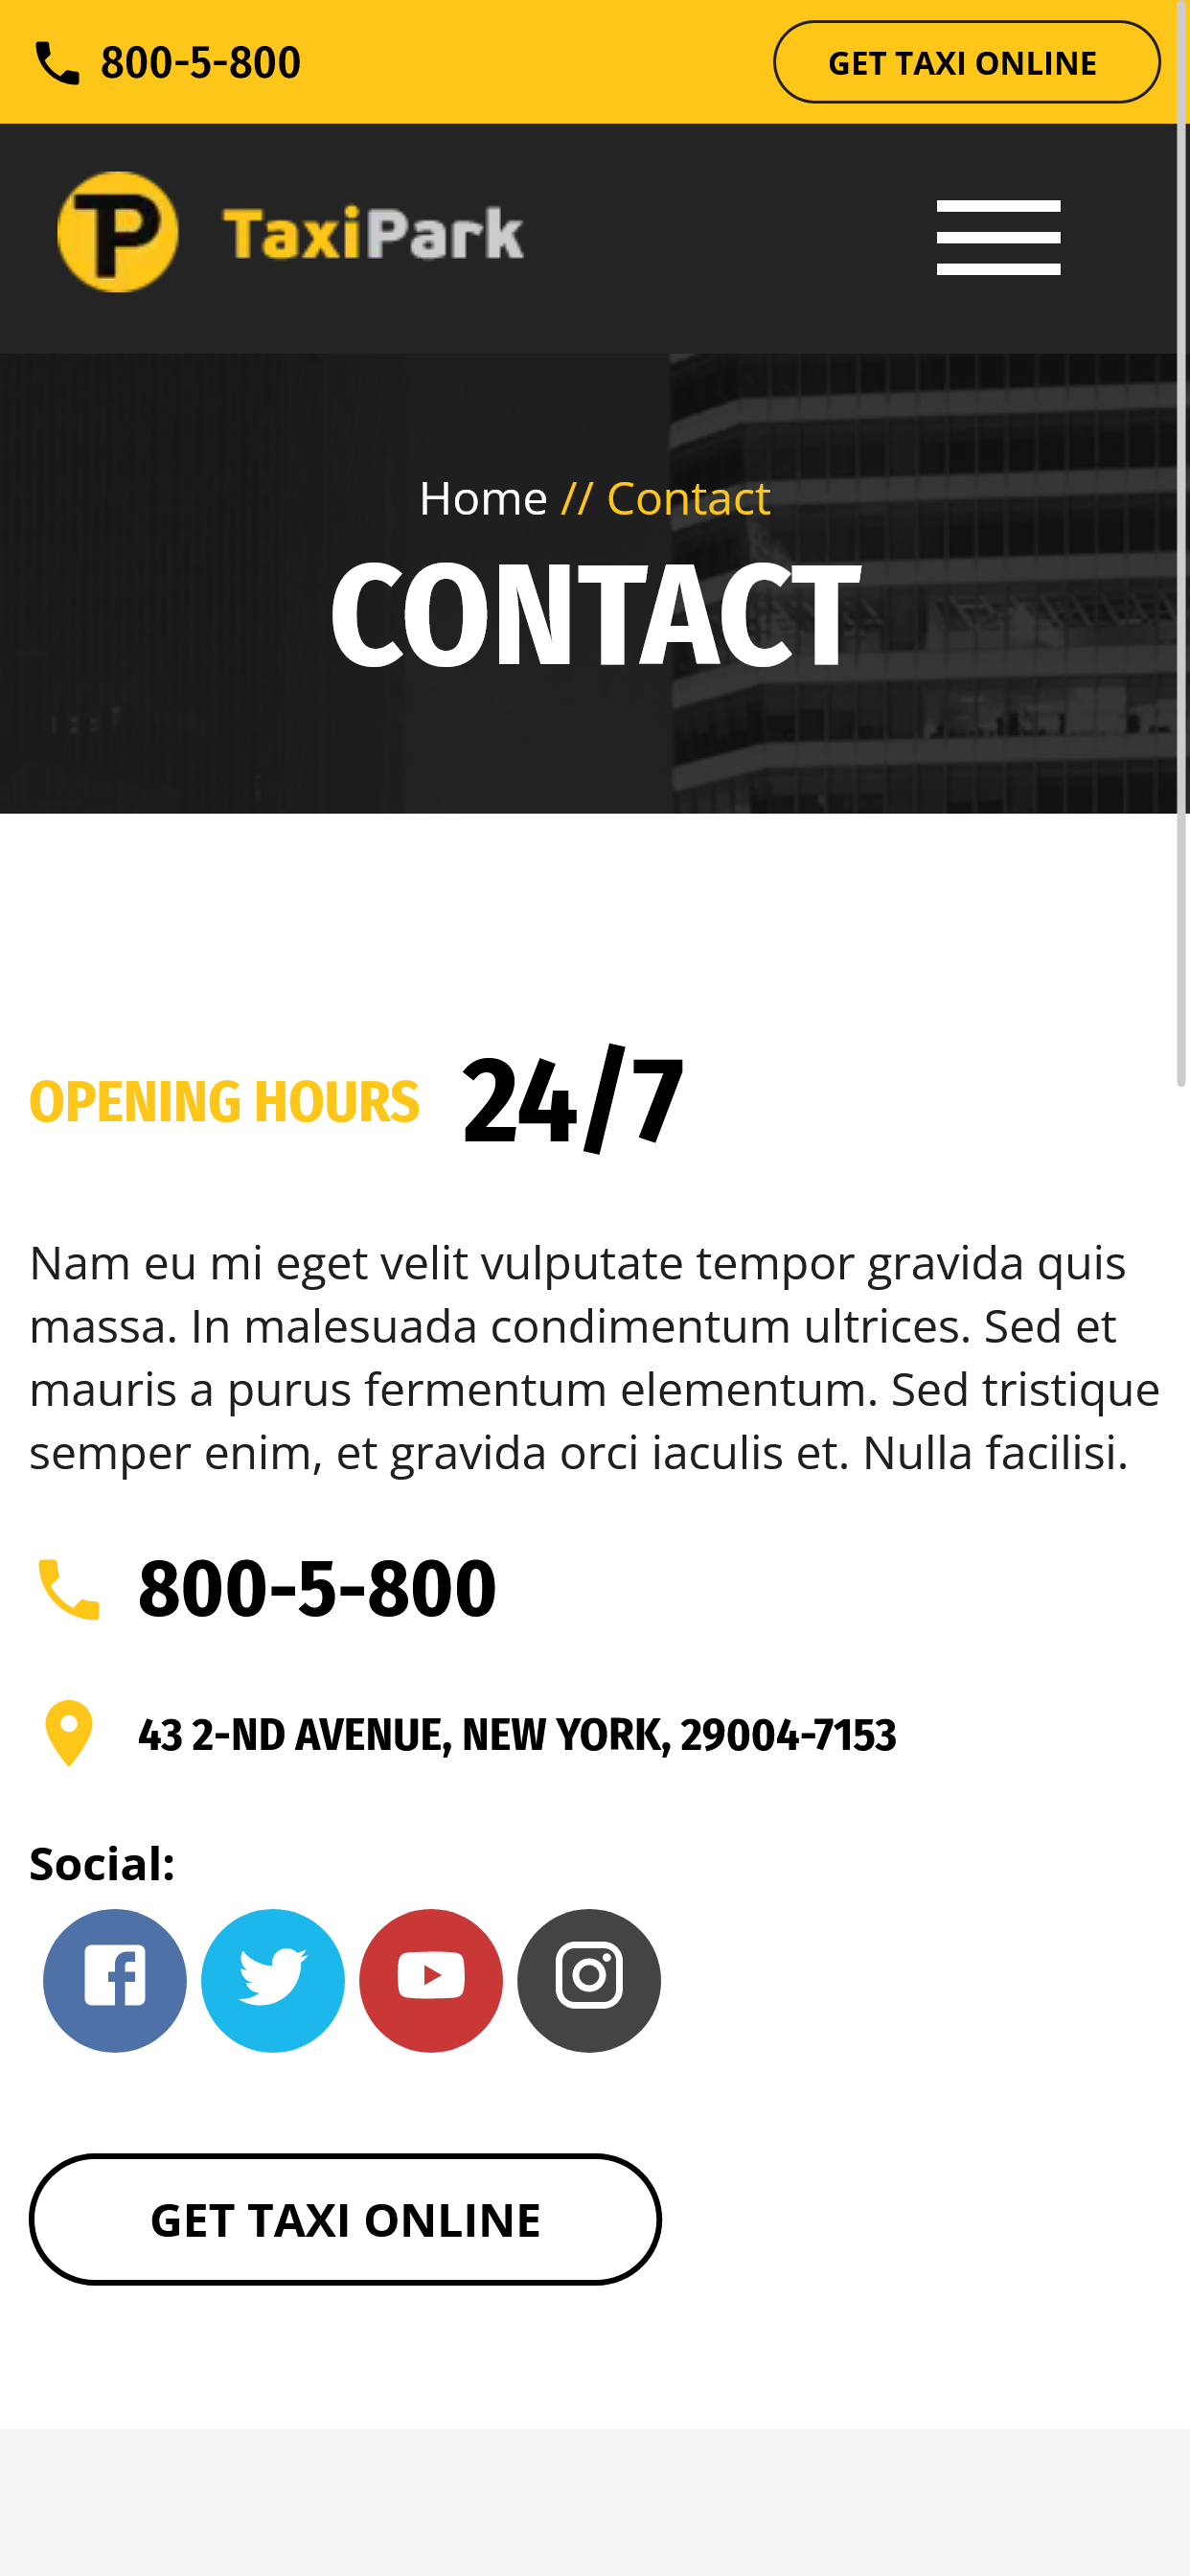 800-5-800
GET TAXI ONLINE
TP TaxiPark
Home // Contact
CONTACT
OPENING HOURS 24/7
Nam eu mi eget velit vulputate tempor gravida quis
massa. In malesuada condimentum ultrices. Sed et
mauris a purus fermentum elementum. Sed tristique
semper enim, et gravida orci iaculis et. Nulla facilisi.
800-5-800
43 2-ND AVENUE, NEW YORK, 29004-7153
Social:
GET TAXI ONLINE